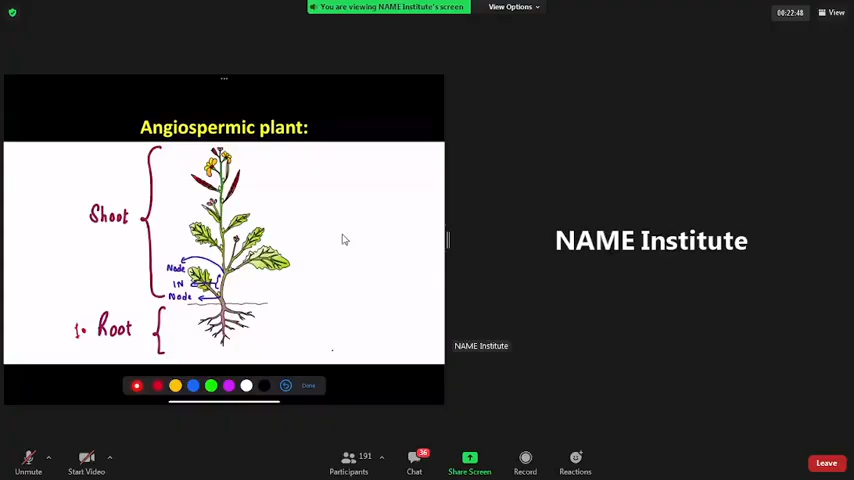 You are viewing NAME Institute's screen
View Options
00:22:48
View
Angiospermic plant:
Shoot
Node
IN
Node
1. Root
NAME Institute
NAME Institute
Done
Unmute
Start Video
191
Participants
36
Chat
Share Screen
Record
Reactions
Leave